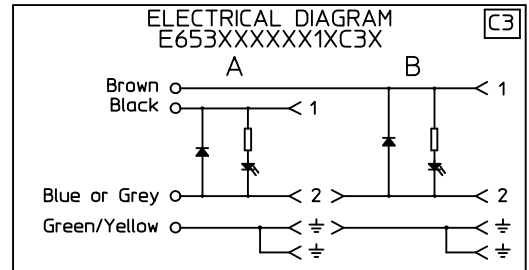 ELECTRICAL DIAGRAM
C3
E653XXXXXX1XC3X
A B
Brown 1
Black 1
Blue or Grey 2 2
Green/Yellow